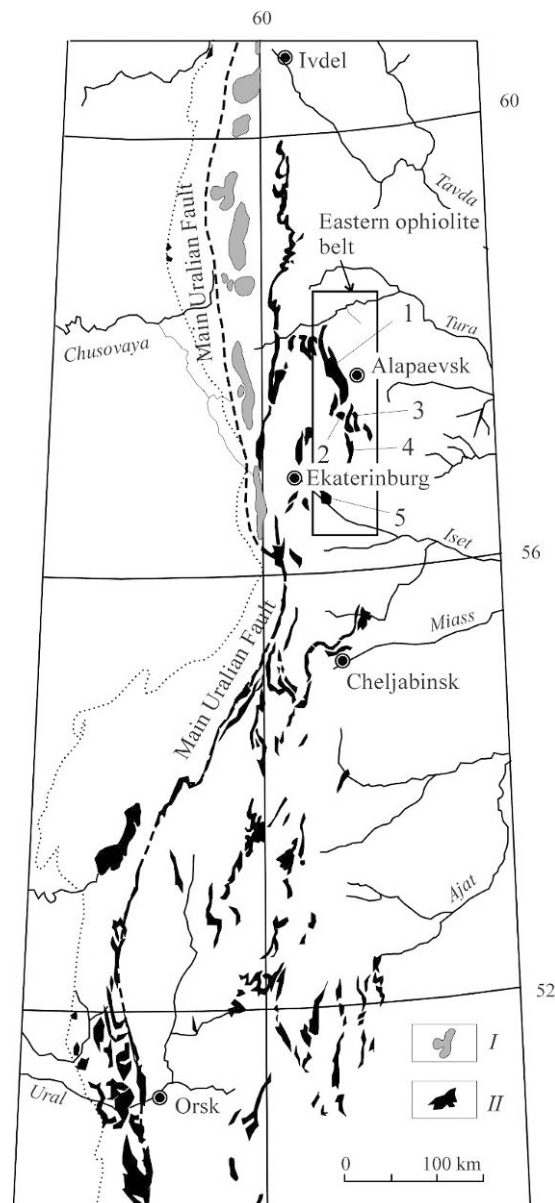 60
Ivdel
60
Tavda
Main Uralian Fault
Eastern ophiolite
belt
1
Tura
Chusovaya
Alapaevsk
3
2
4
Ekaterinburg
5
Iset
56
Miass
Main Uralian Fault
Cheljabinsk
Ajat
52
I
Ural
Orsk
II
0 100 km